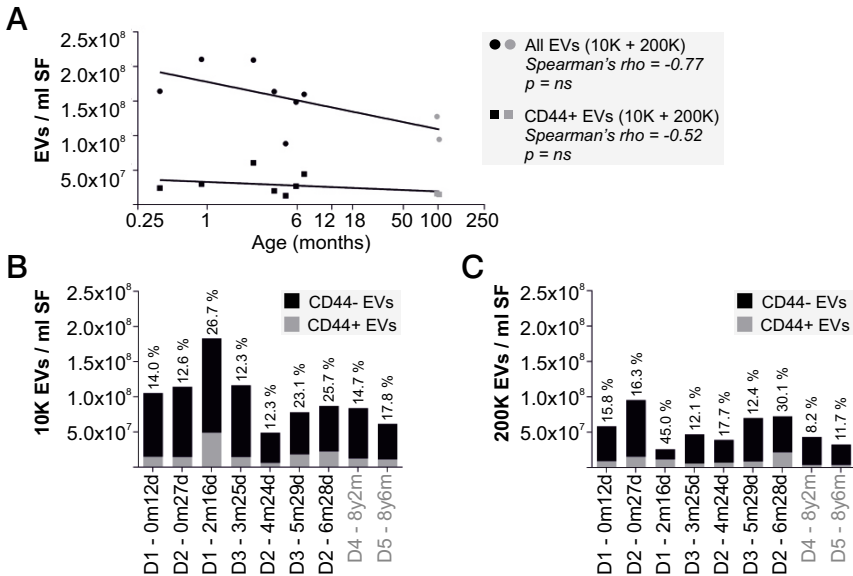 A
EVs / ml SF
2.5x10⁸
2.0x10⁸
1.5x10⁸
1.0x10⁸
5.0x10⁷
0.25 1 6 12 18 50 100 250
Age (months)
All EVs (10K + 200K)
Spearman's rho = -0.77
p = ns
CD44+ EVs (10K + 200K)
Spearman's rho = -0.52
p = ns
B
10K EVs / ml SF
2.5x10⁸
2.0x10⁸
1.5x10⁸
1.0x10⁸
5.0x10⁷
CD44- EVs
CD44+ EVs
14.0 %
12.6 %
26.7 %
12.3 %
12.3 %
23.1 %
25.7 %
14.7 %
17.8 %
D1 - 0m12d
D2 - 0m27d
D1 - 2m16d
D3 - 3m25d
D2 - 4m24d
D3 - 5m29d
D2 - 6m28d
D4 - 8y2m
D5 - 8y6m
C
200K EVs / ml SF
2.5x10⁸
2.0x10⁸
1.5x10⁸
1.0x10⁸
5.0x10⁷
CD44- EVs
CD44+ EVs
15.8 %
16.3 %
45.0 %
12.1 %
17.7 %
12.4 %
30.1 %
8.2 %
11.7 %
D1 - 0m12d
D2 - 0m27d
D1 - 2m16d
D3 - 3m25d
D2 - 4m24d
D3 - 5m29d
D2 - 6m28d
D4 - 8y2m
D5 - 8y6m